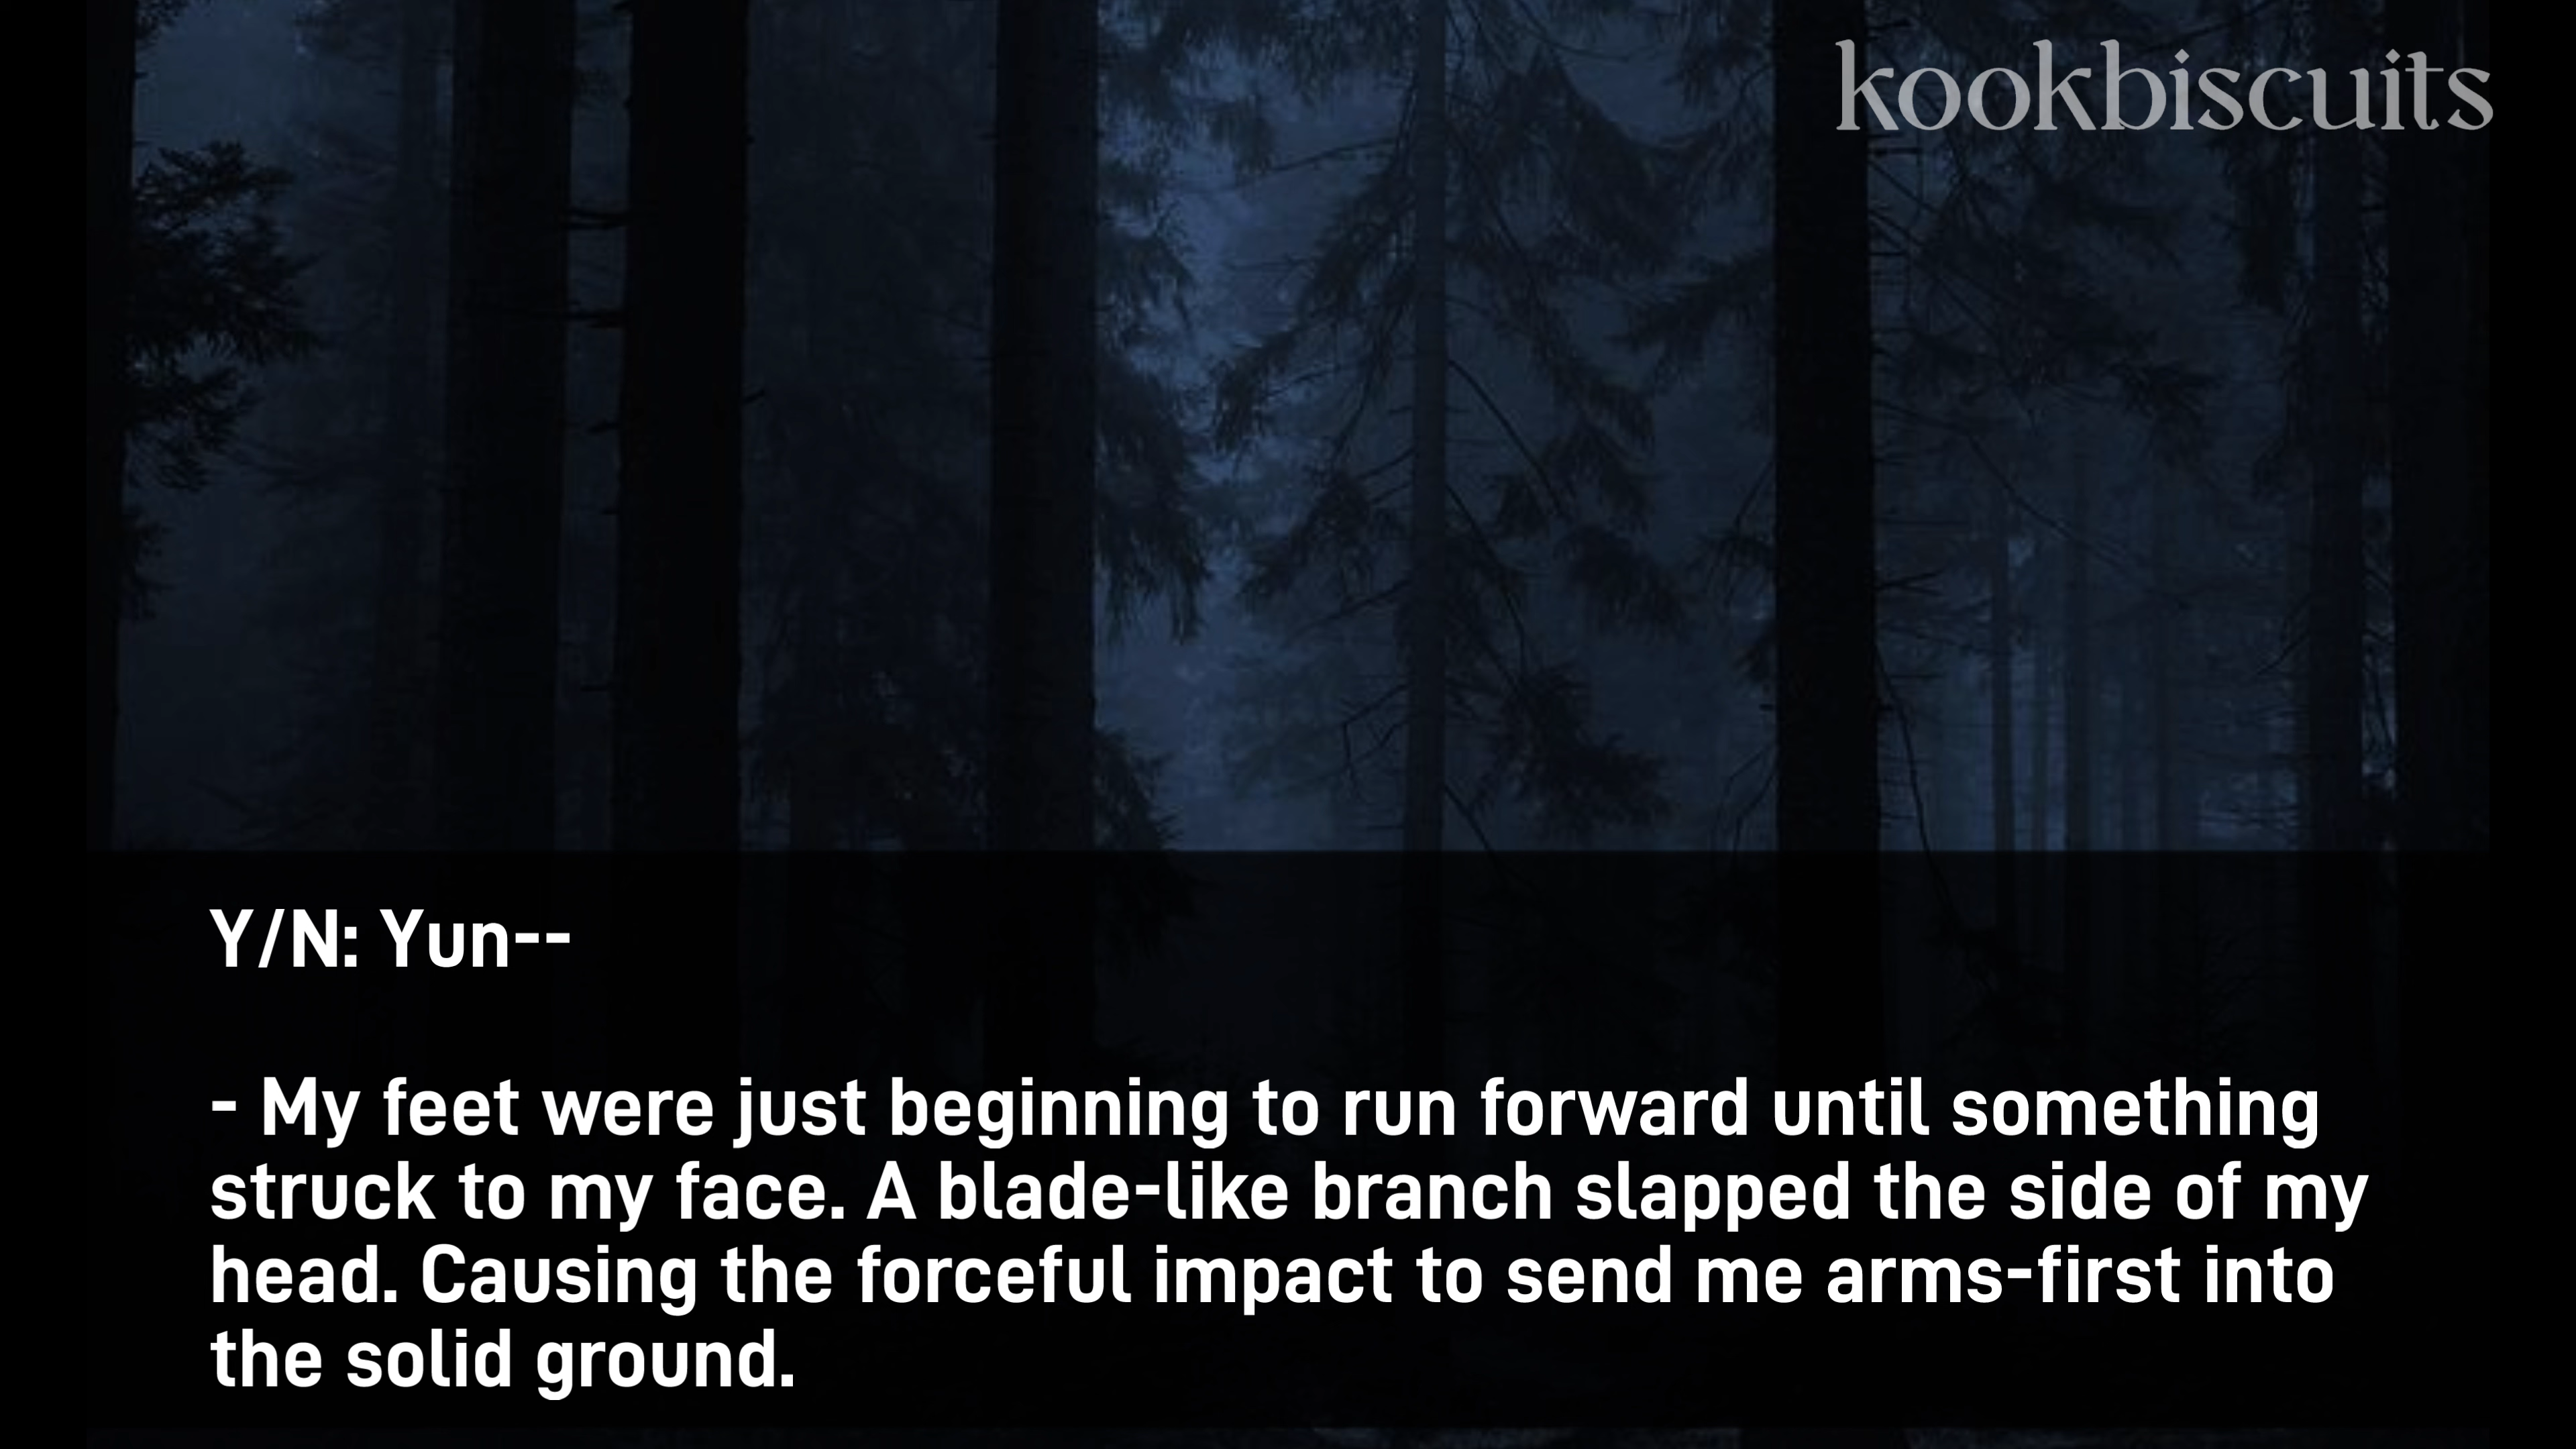 kookbiscuits
Y/N: Yun--
- My feet were just beginning to run forward until something
struck to my face. A blade-like branch slapped the side of my
head. Causing the forceful impact to send me arms-first into
the solid ground.